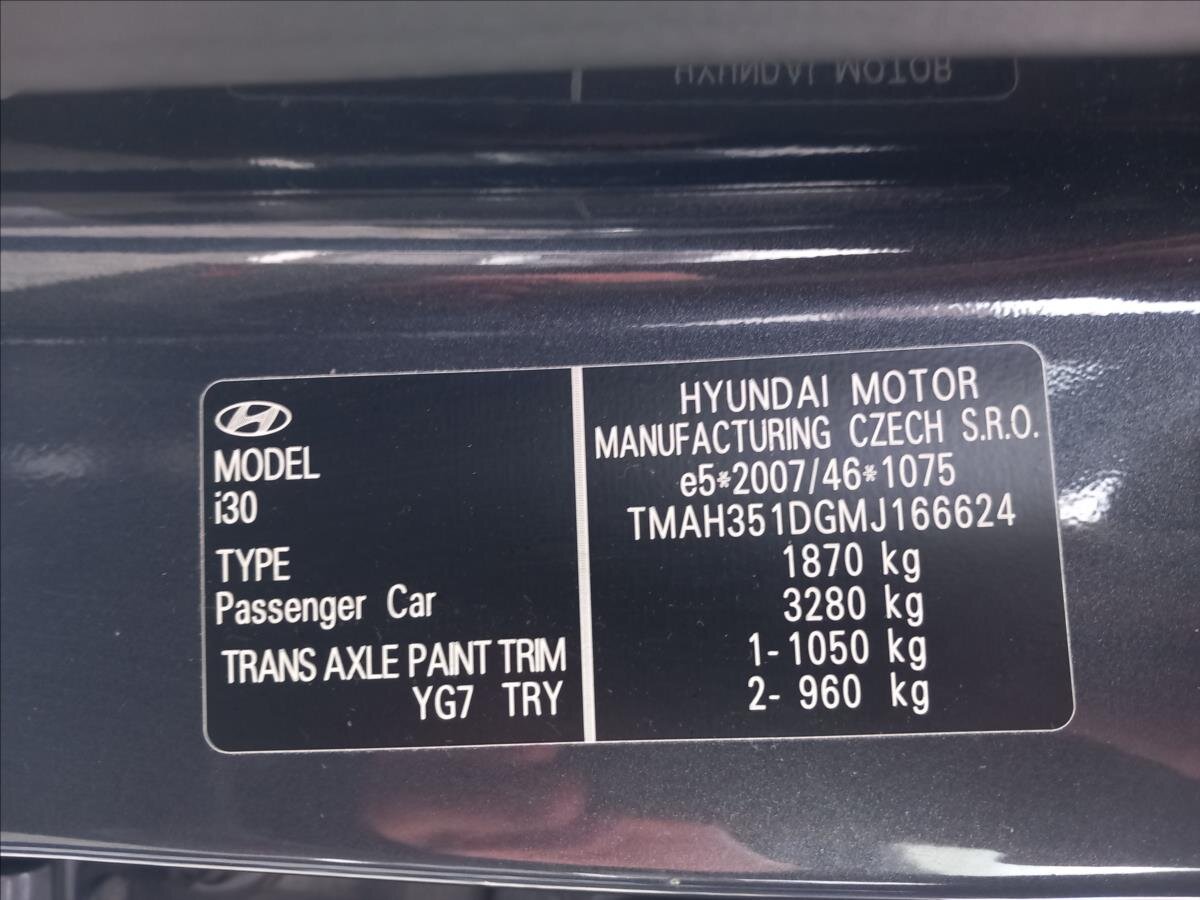 MODEL
i30
TYPE
Passenger Car
TRANS AXLE PAINT TRIM
YG7 TRY
HYUNDAI MOTOR
MANUFACTURING CZECH S.R.O.
e5*2007/46*1075
TMAH351DGMJ166624
1870 kg
3280 kg
1- 1050 kg
2- 960 kg
HYUNDAI MOTOR